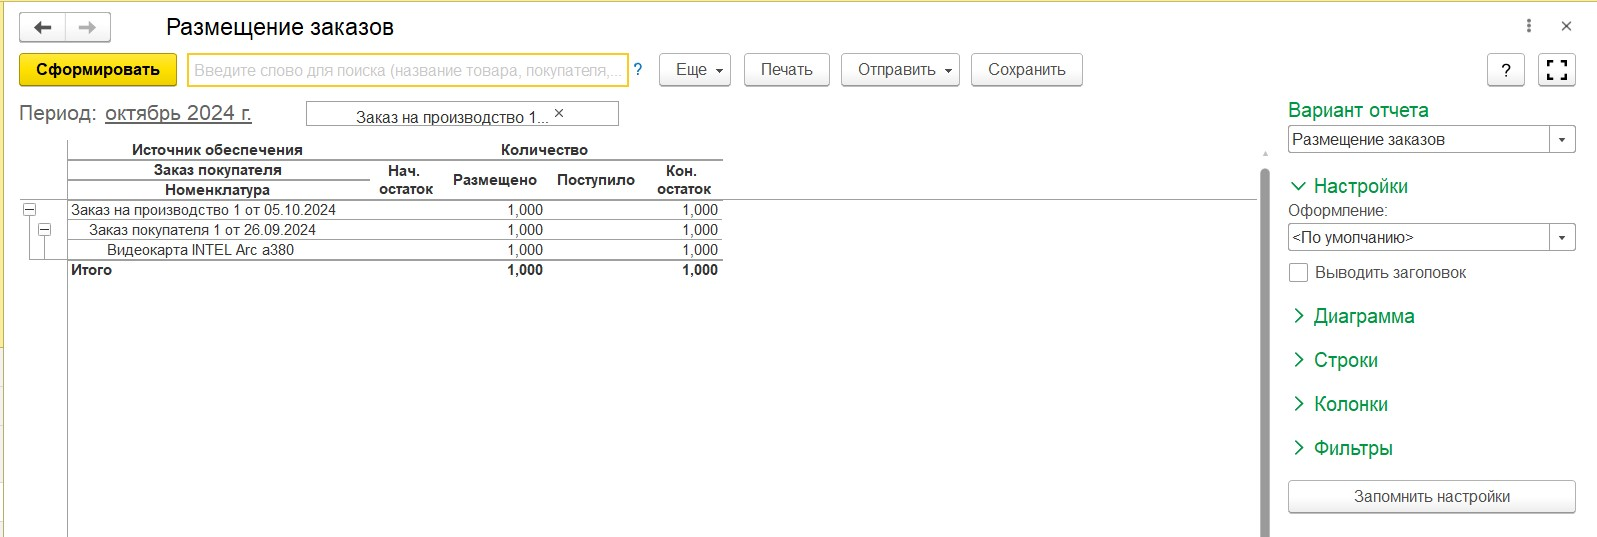 Размещение заказов
Сформировать Введите слово для поиска (название товара, покупателя,... ? Еще Печать Отправить Сохранить ?
Период: октябрь 2024 г. Заказ на производство 1... ×
Вариант отчета
Размещение заказов
Источник обеспечения Количество
Заказ покупателя Нач. остаток Размещено Поступило Кон. остаток
Номенклатура
Заказ на производство 1 от 05.10.2024 1,000 1,000
Заказ покупателя 1 от 26.09.2024 1,000 1,000
Видеокарта INTEL Arc a380 1,000 1,000
Итого 1,000 1,000
Настройки
Оформление:
<По умолчанию>
Выводить заголовок
Диаграмма
Строки
Колонки
Фильтры
Запомнить настройки